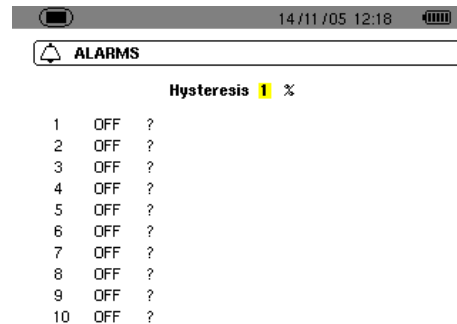 14/11/05 12:18
ALARMS
Hysteresis 1 %
1 OFF ?
2 OFF ?
3 OFF ?
4 OFF ?
5 OFF ?
6 OFF ?
7 OFF ?
8 OFF ?
9 OFF ?
10 OFF ?